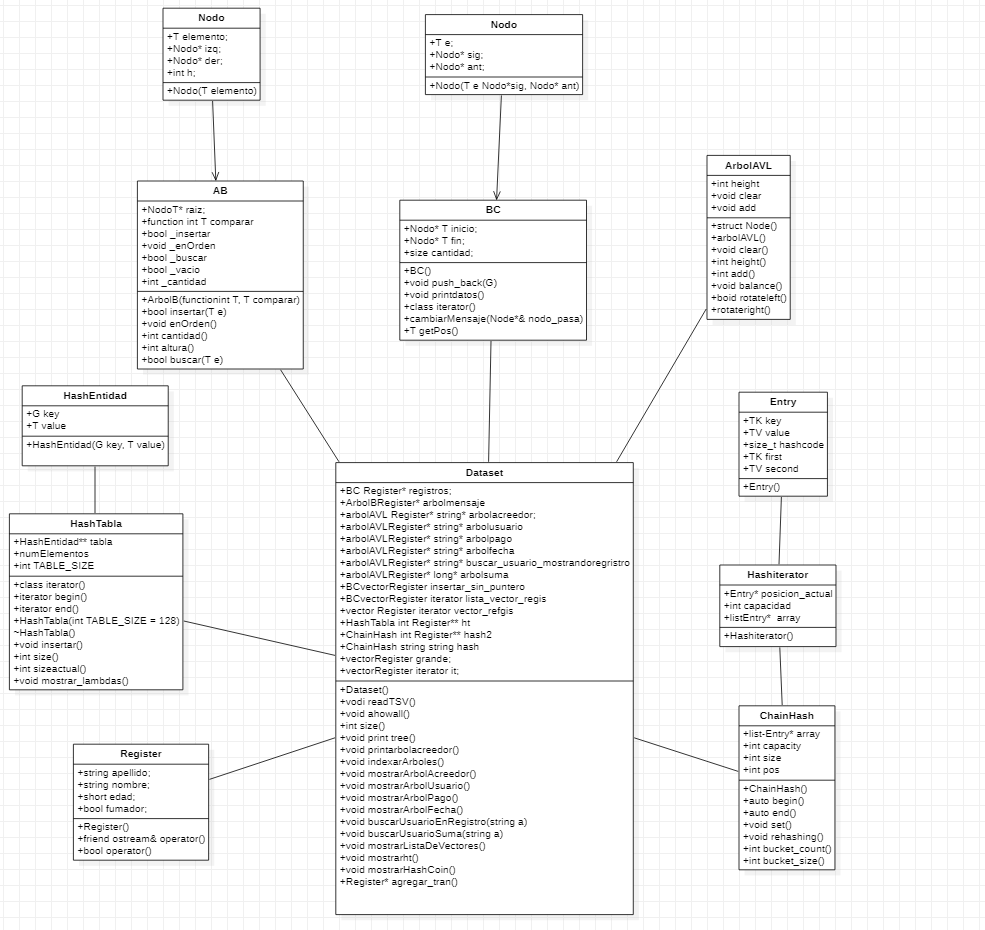 Nodo
+T elemento;
+Nodo* izq;
+Nodo* der;
+int h;
+Nodo(T elemento)
Nodo
+T e;
+Nodo* sig;
+Nodo* ant;
+Nodo(T e Nodo*sig, Nodo* ant)
ArbolAVL
+int height
+void clear
+void add
+struct Node()
+arbolAVL()
+void clear()
+int height()
+int add()
+void balance()
+boid rotateleft()
+rotateright()
AB
+NodoT* raiz;
+function int T comparar
+bool _insertar
+void _enOrden
+bool _buscar
+bool _vacio
+int _cantidad
+ArbolB(functionint T, T comparar)
+bool insertar(T e)
+void enOrden()
+int cantidad()
+int altura()
+bool buscar(T e)
BC
+Nodo* T inicio;
+Nodo* T fin;
+size cantidad;
+BC()
+void push_back(G)
+void printdatos()
+class iterator()
+cambiarMensaje(Node*& nodo_pasa)
+T getPos()
HashEntidad
+G key
+T value
+HashEntidad(G key, T value)
Entry
+TK key
+TV value
+size_t hashcode
+TK first
+TV second
+Entry()
HashTabla
+HashEntidad** tabla
+numElementos
+int TABLE_SIZE
+class iterator()
+iterator begin()
+iterator end()
+HashTabla(int TABLE_SIZE = 128)
~HashTabla()
+void insertar()
+int size()
+int sizeactual()
+void mostrar_lambdas()
Dataset
+BC Register* registros;
+ArbolBRegister* arbolmensaje
+arbolAVL Register* string* arbolacreedor;
+arbolAVLRegister* string* arbolusuario
+arbolAVLRegister* string* arbolpago
+arbolAVLRegister* string* arbolfecha
+arbolAVLRegister* string* buscar_usuario_mostrandoregristro
+arbolAVLRegister* long* arbolsuma
+BCvectorRegister insertar_sin_puntero
+BCvectorRegister iterator lista_vector_regis
+vector Register iterator vector_refgis
+HashTabla int Register** ht
+ChainHash int Register** hash2
+ChainHash string string hash
+vectorRegister grande;
+vectorRegister iterator it;
+Dataset()
+vodi readTSV()
+void ahowall()
+int size()
+void print tree()
+void printarbolacreedor()
+void indexarArboles()
+void mostrarArbolAcreedor()
+void mostrarArbolUsuario()
+void mostrarArbolPago()
+void mostrarArbolFecha()
+void buscarUsuarioEnRegistro(string a)
+void buscarUsuarioSuma(string a)
+void mostrarListaDeVectores()
+void mostrarht()
+void mostrarHashCoin()
+Register* agregar_tran()
Hashiterator
+Entry* posicion_actual
+int capacidad
+listEntry* array
+Hashiterator()
Register
+string apellido;
+string nombre;
+short edad;
+bool fumador;
+Register()
+friend ostream& operator()
+bool operator()
ChainHash
+list-Entry* array
+int capacity
+int size
+int pos
+ChainHash()
+auto begin()
+auto end()
+void set()
+void rehashing()
+int bucket_count()
+int bucket_size()